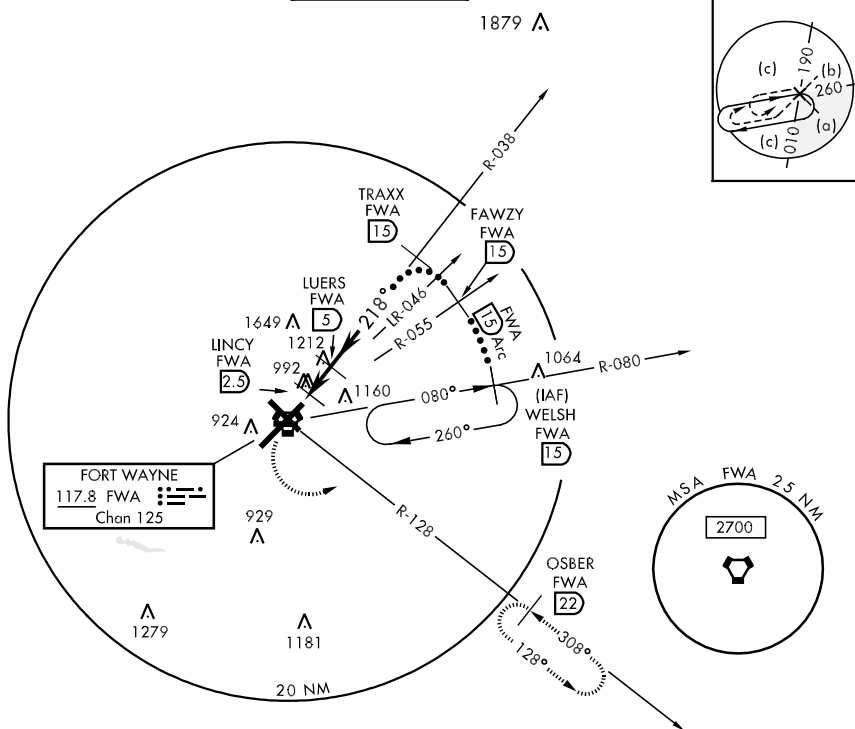 1879
190
(c)
(b)
260
(a)
(c)
010
R-038
TRAXX
FWA
15
FAWZY
FWA
15
LUERS
FWA
5
218°
LR-046
R-055
FWA
15
Arc
1649
1212
LINCY
FWA
2.5
992
1064
R-080
(IAF)
WELSH
FWA
15
1160
080°
260°
924
FORT WAYNE
117.8 FWA
Chan 125
R-128
MSA FWA 25 NM
2700
929
OSBER
FWA
22
308°
128°
1279
1181
20 NM